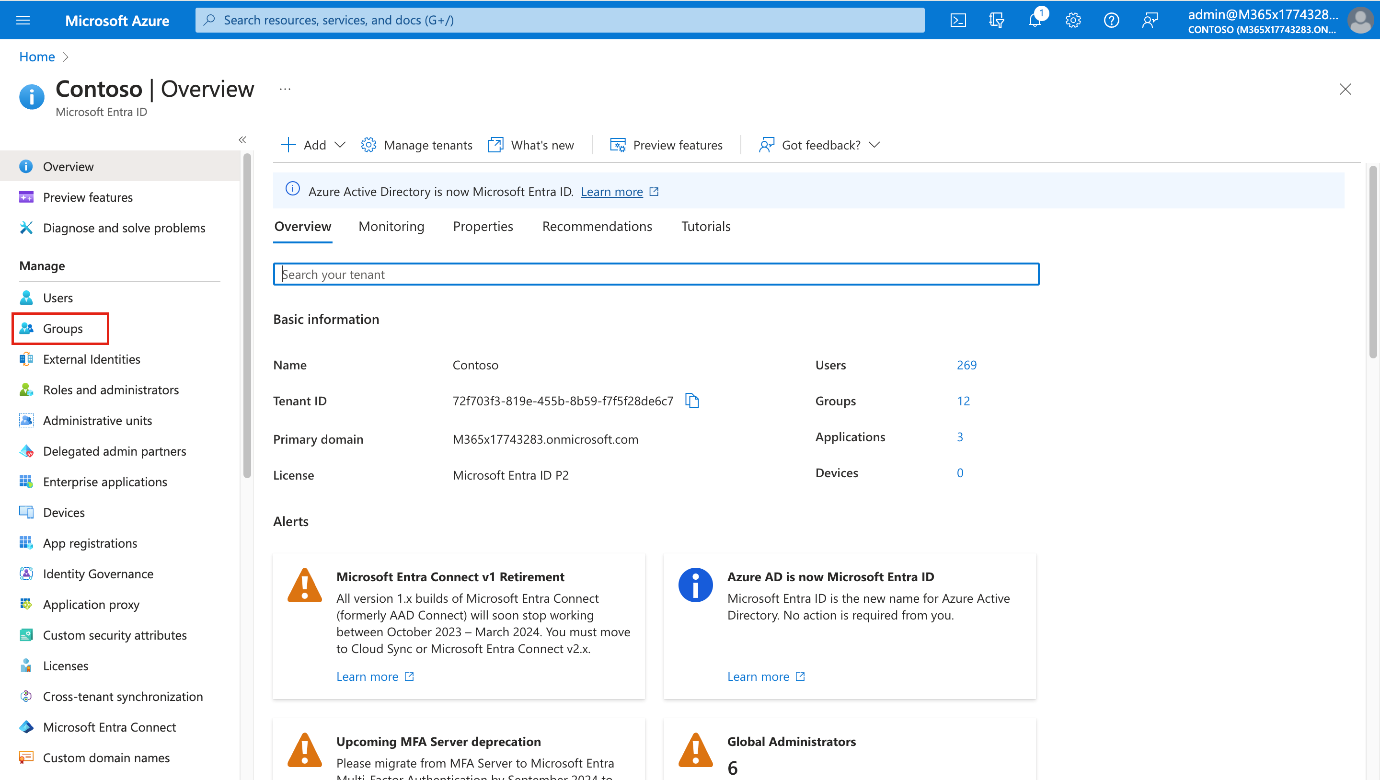 Microsoft Azure
Search resources, services, and docs (G+/)
1
admin@M365x1774328...
CONTOSO (M365X17743283.ON...
Home
Contoso | Overview
...
Microsoft Entra ID
Overview
Preview features
Diagnose and solve problems
Manage
Users
Groups
External Identities
Roles and administrators
Administrative units
Delegated admin partners
Enterprise applications
Devices
App registrations
Identity Governance
Application proxy
Custom security attributes
Licenses
Cross-tenant synchronization
Microsoft Entra Connect
Custom domain names
Add
Manage tenants
What's new
Preview features
Got feedback?
Azure Active Directory is now Microsoft Entra ID. Learn more
Overview Monitoring Properties Recommendations Tutorials
Search your tenant
Basic information
Name Contoso Users 269
Tenant ID 72f703f3-819e-455b-8b59-f7f5f28de6c7 Groups 12
Primary domain M365x17743283.onmicrosoft.com Applications 3
License Microsoft Entra ID P2 Devices 0
Alerts
Microsoft Entra Connect v1 Retirement
All version 1.x builds of Microsoft Entra Connect
(formerly AAD Connect) will soon stop working
between October 2023 – March 2024. You must move
to Cloud Sync or Microsoft Entra Connect v2.x.
Learn more
Azure AD is now Microsoft Entra ID
Microsoft Entra ID is the new name for Azure Active
Directory. No action is required from you.
Learn more
Upcoming MFA Server deprecation
Please migrate from MFA Server to Microsoft Entra
Multi-Factor Authentication by September 2024 to
Global Administrators
6